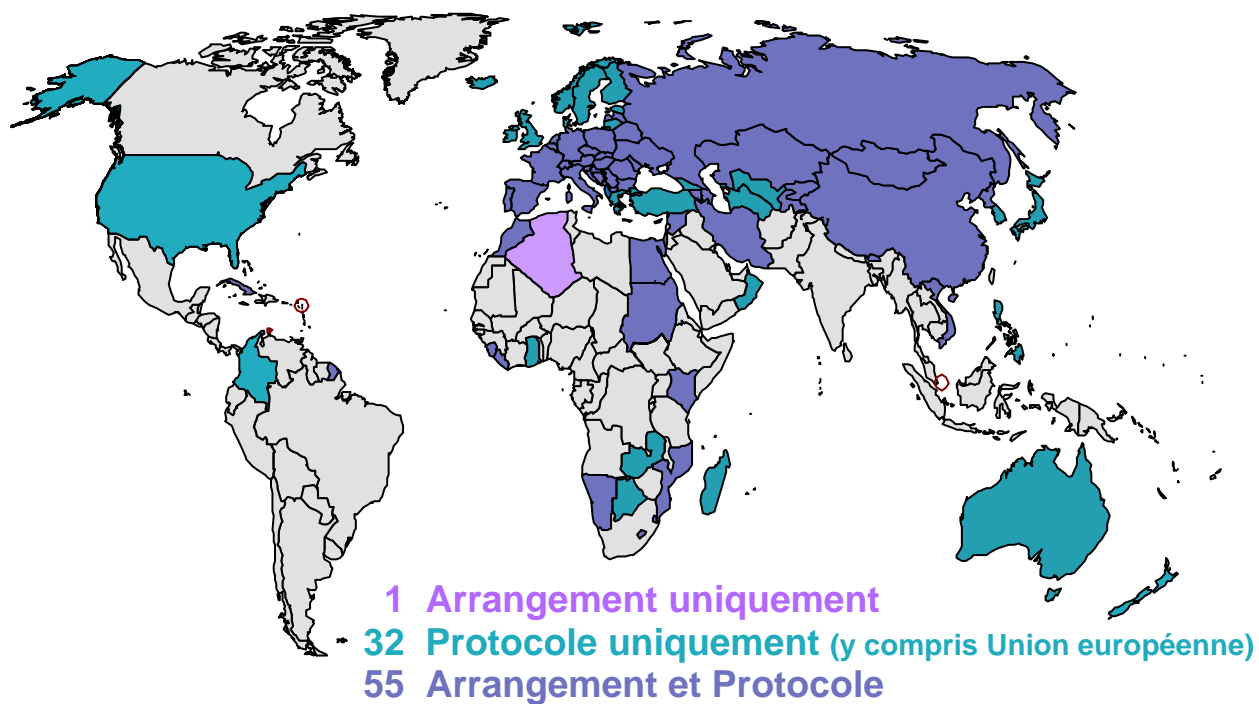 1 Arrangement uniquement
32 Protocole uniquement (y compris Union européenne)
55 Arrangement et Protocole